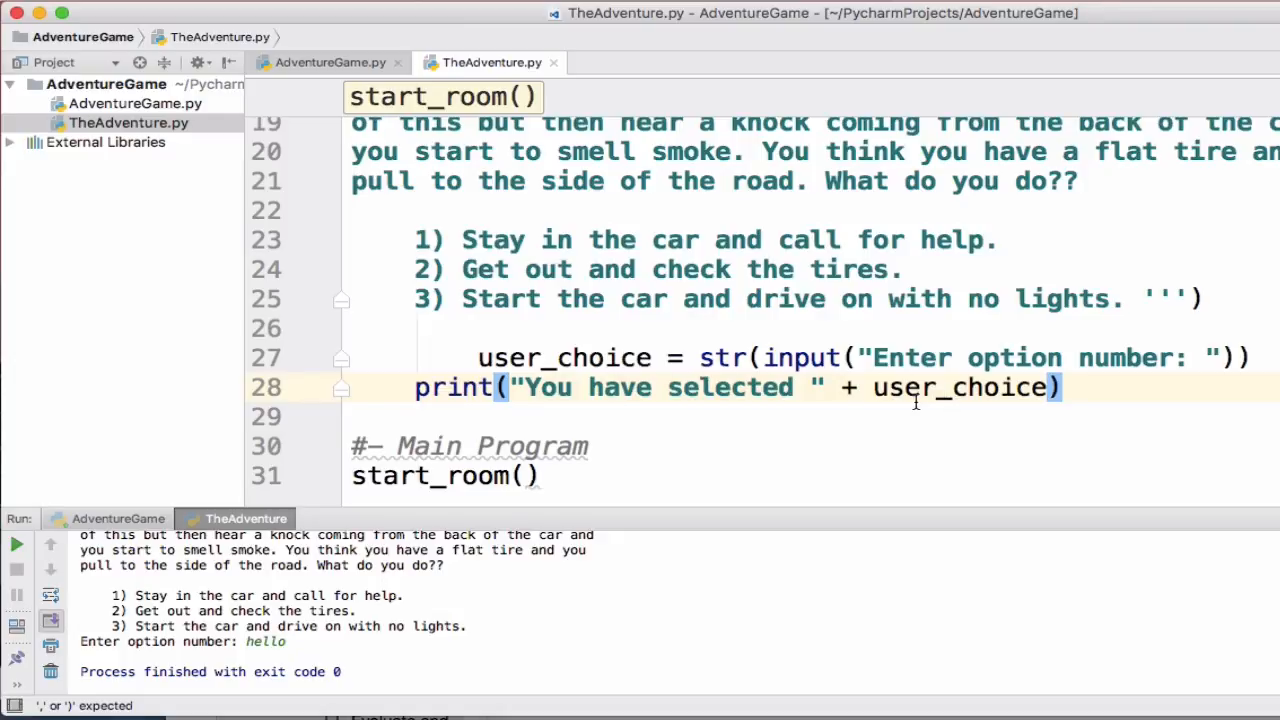 TheAdventure.py - AdventureGame - [~/PycharmProjects/AdventureGame]
AdventureGame TheAdventure.py
Project AdventureGame.py TheAdventure.py
AdventureGame ~/Pycharm
AdventureGame.py
TheAdventure.py
External Libraries
start_room()
19 of this but then hear a knock coming from the back of the c
20 you start to smell smoke. You think you have a flat tire an
21 pull to the side of the road. What do you do??
22
23 1) Stay in the car and call for help.
24 2) Get out and check the tires.
25 3) Start the car and drive on with no lights. ''')
26
27 user_choice = str(input("Enter option number: "))
28 print("You have selected " + user_choice)
29
30 #- Main Program
31 start_room()
Run: AdventureGame TheAdventure
of this but then hear a knock coming from the back of the car and
you start to smell smoke. You think you have a flat tire and you
pull to the side of the road. What do you do??
1) Stay in the car and call for help.
2) Get out and check the tires.
3) Start the car and drive on with no lights.
Enter option number: hello
Process finished with exit code 0
',' or ')' expected